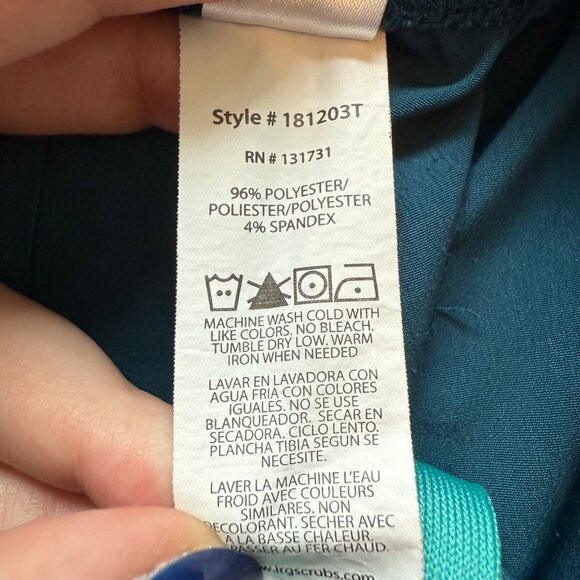 Style # 181203T
RN # 131731
96% POLYESTER/
POLIESTER/POLYESTER
4% SPANDEX
MACHINE WASH COLD WITH
LIKE COLORS. NO BLEACH.
TUMBLE DRY LOW. WARM
IRON WHEN NEEDED
LAVAR EN LAVADORA CON
AGUA FRIA CON COLORES
IGUALES. NO SE USE
BLANQUEADOR. SECAR EN
SECADORA. CICLO LENTO.
PLANCHA TIBIA SEGUN SE
NECESITE.
LAVER LA MACHINE L'EAU
FROID AVEC COULEURS
SIMILAIRES. NON
DECOLORANT. SECHER AVEC
A LA BASSE CHALEUR.
AU FER CHAUD.
.irgscrubs.com